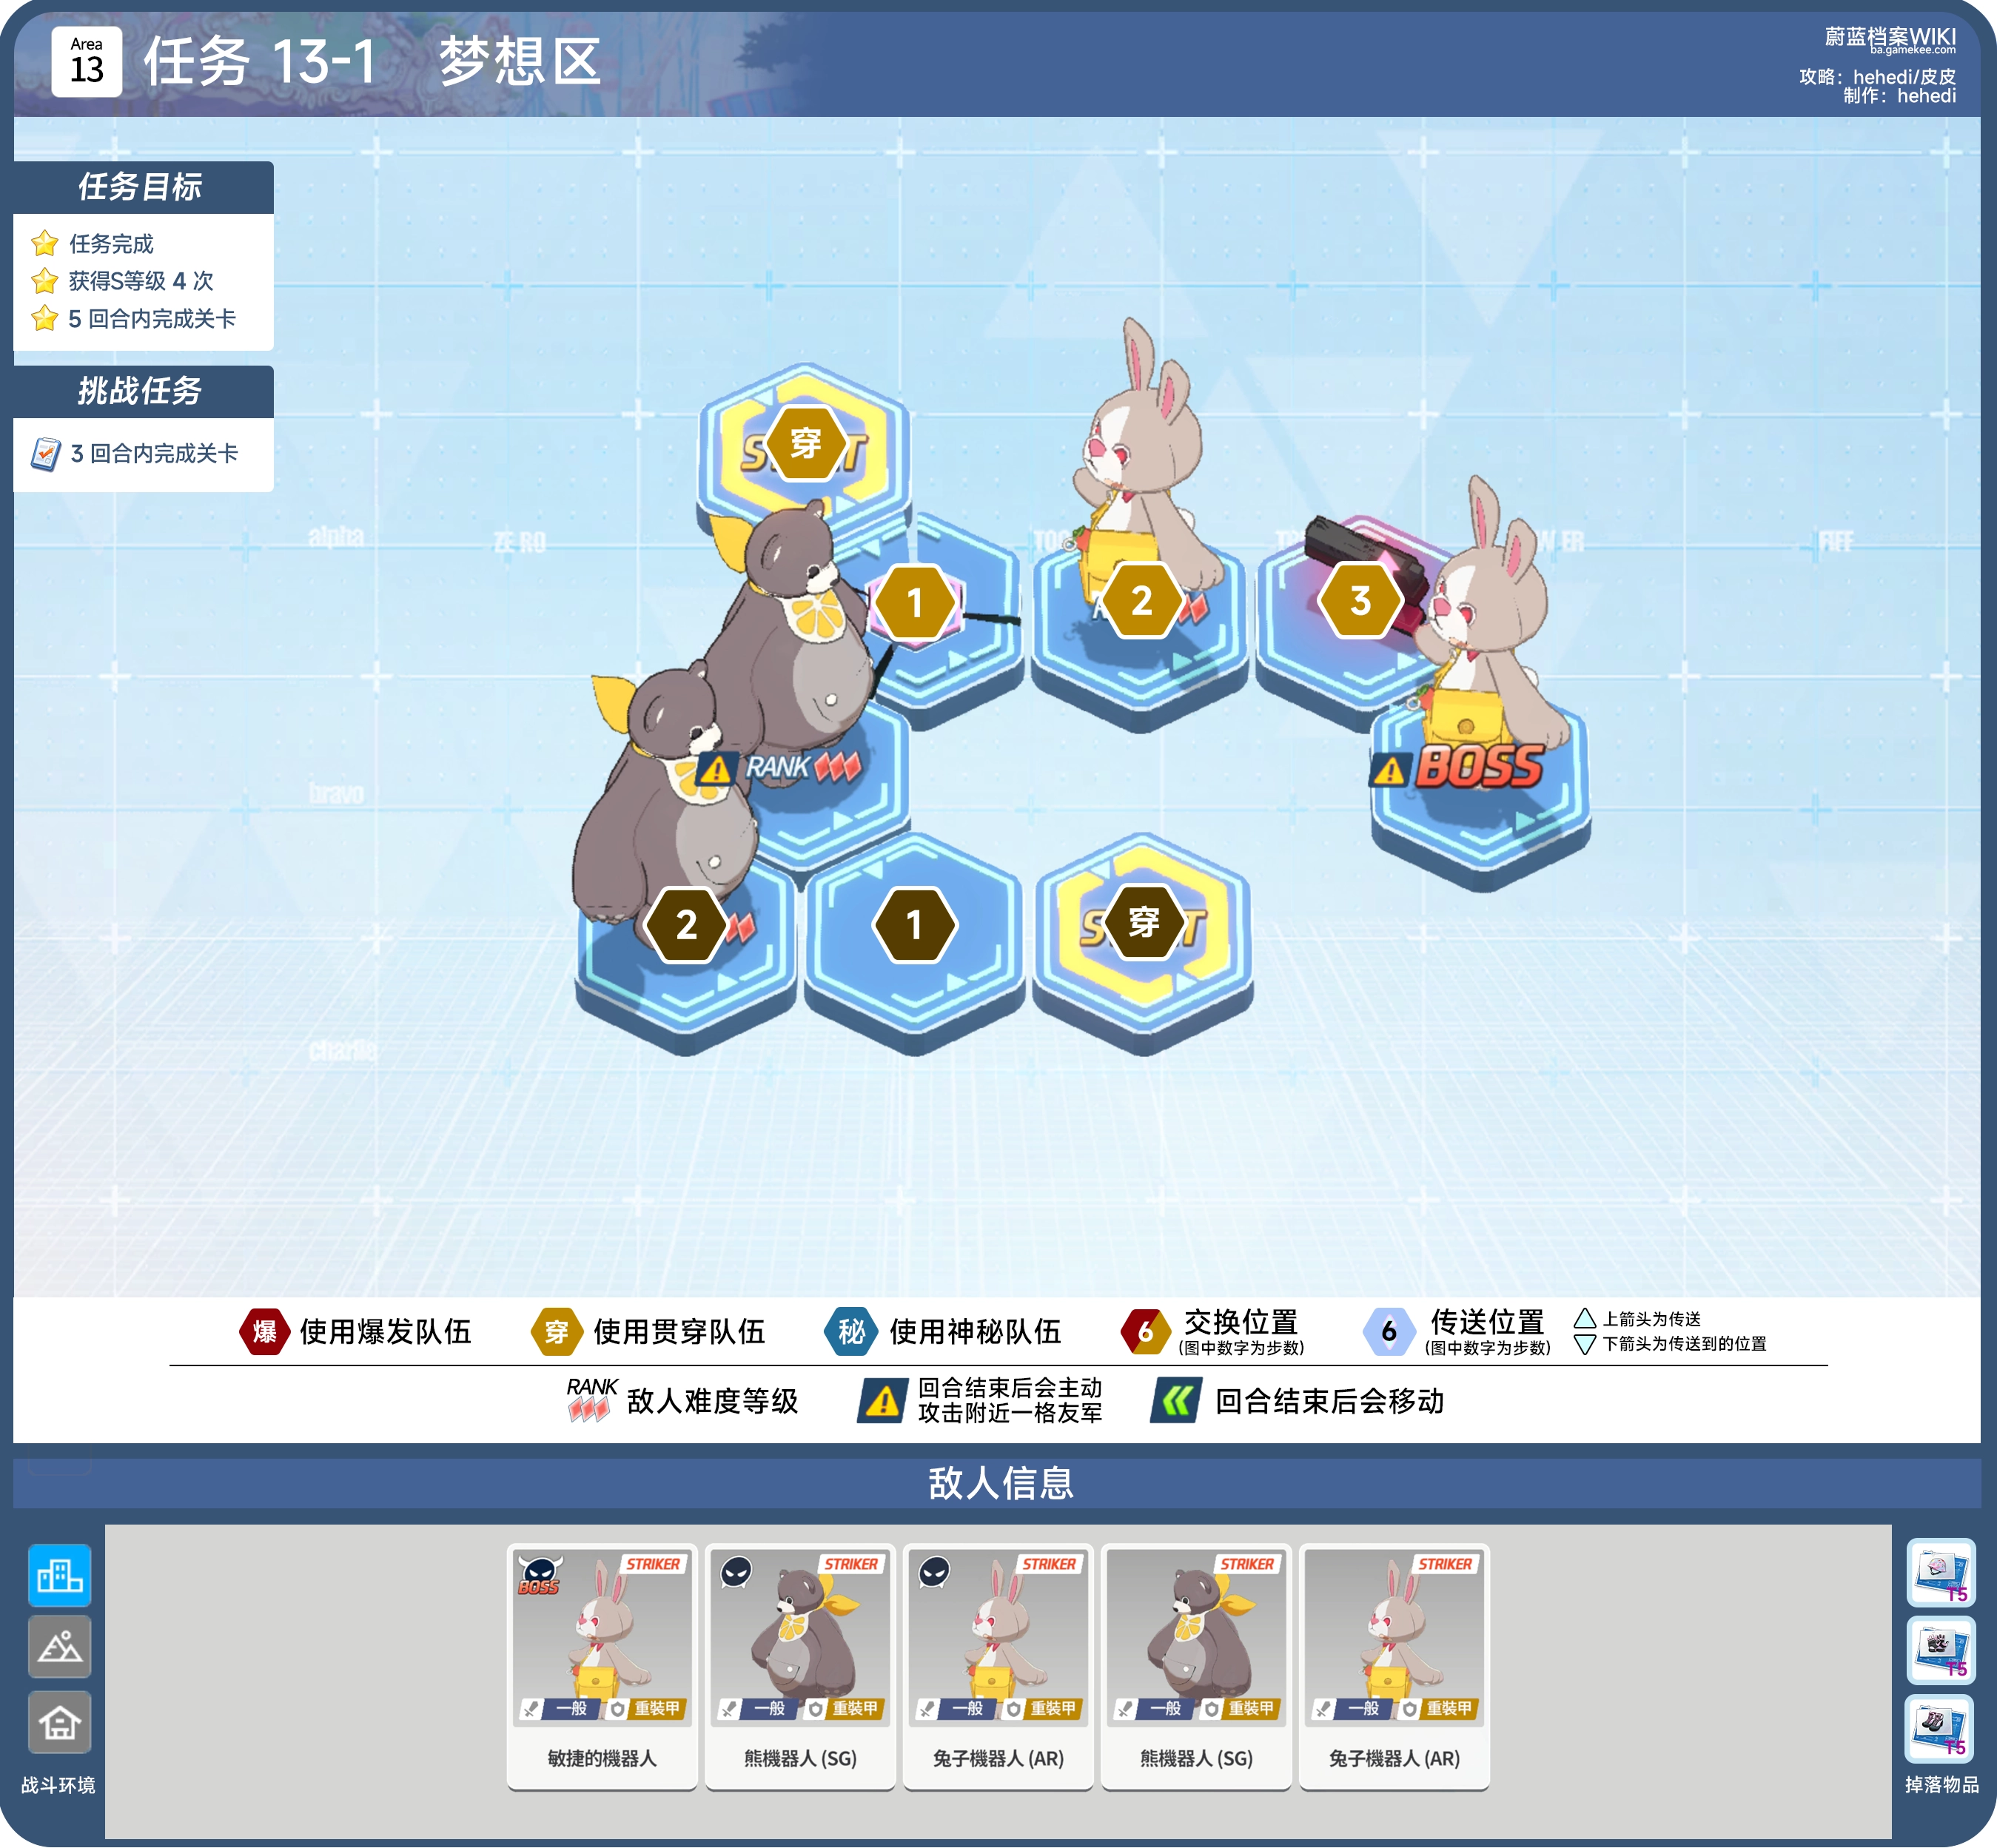 Area
13
任务 13-1 梦想区
蔚蓝档案WIKI
ba.gamekee.com
攻略：hehedi/皮皮
制作：hehedi
任务目标
任务完成
获得S等级 4 次
5 回合内完成关卡
挑战任务
3 回合内完成关卡
穿
alpha
ZERO
1
2
3
RANK
BOSS
bravo
2
1
穿
charlie
爆 使用爆发队伍
穿 使用贯穿队伍
秘 使用神秘队伍
6 交换位置
(图中数字为步数)
6 传送位置
(图中数字为步数)
上箭头为传送
下箭头为传送到的位置
RANK 敌人难度等级
回合结束后会主动
攻击附近一格友军
回合结束后会移动
敌人信息
BOSS STRIKER
一般 重裝甲
敏捷的機器人
STRIKER
一般 重裝甲
熊機器人 (SG)
STRIKER
一般 重裝甲
兔子機器人 (AR)
STRIKER
一般 重裝甲
熊機器人 (SG)
STRIKER
一般 重裝甲
兔子機器人 (AR)
战斗环境
T5
T5
T5
掉落物品